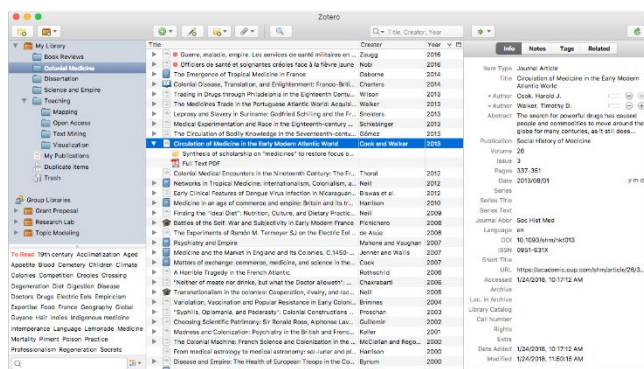 Zotero
Title, Creator, Year
My Library
Book Reviews
Colonial Medicine
Dissertation
Science and Empire
Teaching
Mapping
Open Access
Text Mining
Visualization
My Publications
Duplicate Items
Trash
Group Libraries
Grant Proposal
Research Lab
Topic Modeling
To Read 19th century Acclimatization Aged
Appetite Blood Cemetery Children Climate
Colonies Competition Creoles Crossing
Degeneration Diet Digestion Disease
Doctors Drugs Electric Eels Empiricism
Expertise Food France Geography Global
Guyane Hair Indies Indigenous medicine
Intemperance Language Lemonade Medicine
Mortality Piment Poison Practice
Professionalism Regeneration Secrets
Title Creator Year
Guerre, maladie, empire. Les services de santé militaires en ... Zaugg 2016
Officiers de santé et soignantes créoles face à la fièvre jaune Nobi 2016
The Emergence of Tropical Medicine in France Osborne 2014
Colonial Disease, Translation, and Enlightenment: Franco-Briti... Charters 2014
Trading in Drugs through Philadelphia in the Eighteenth Centu... Wilson 2013
The Medicines Trade in the Portuguese Atlantic World: Acquisi... Walker 2013
Leprosy and Slavery in Suriname: Godfried Schilling and the Fr... Snelders 2013
Medical Experimentation and Race in the Eighteenth-century ... Schiebinger 2013
The Circulation of Bodily Knowledge in the Seventeenth-centu... Gómez 2013
Circulation of Medicine in the Early Modern Atlantic World Cook and Walker 2013
Synthesis of scholarship on "medicines" to restore focus o...
Full Text PDF
Colonial Medical Encounters in the Nineteenth Century: The Fr... Thoral 2012
Networks in Tropical Medicine: Internationalism, Colonialism, a... Neill 2012
Early Clinical Features of Dengue Virus Infection in Nicaraguan... Biswas et al. 2012
Medicine in an age of commerce and empire: Britain and its tr... Harrison 2010
Finding the "Ideal Diet": Nutrition, Culture, and Dietary Practic... Neill 2009
Battles of the Self: War and Subjectivity in Early Modern France Pichichero 2008
The Experiments of Ramón M. Termeyer SJ on the Electric Eel ... de Asúa 2008
Psychiatry and Empire Mahone and Vaughan 2007
Medicine and the Market in England and its Colonies, C.1450-... Jenner and Wallis 2007
Matters of exchange: commerce, medicine, and science in the... Cook 2007
A Horrible Tragedy in the French Atlantic Rothschild 2006
"Neither of meate nor drinke, but what the Doctor alloweth": ... Chakrabarti 2006
Transnationalism in the colonies: Cooperation, rivalry, and rac... Neill 2005
Variolation, Vaccination and Popular Resistance in Early Coloni... Brimnes 2004
"Syphilis, Opiomania, and Pederasty": Colonial Constructions ... Proschan 2003
Choosing Scientific Patrimony: Sir Ronald Ross, Alphonse Lav... Guillemin 2002
Madness and Colonization: Psychiatry in the British and Frenc... Keller 2001
The Colonial Machine: French Science and Colonization in the ... McClellan and Rego... 2000
From medical astrology to medical astronomy: sol-lunar and pl... Harrison 2000
Disease and Empire: The Health of European Troops in the Co... Bynum 2000
Info Notes Tags Related
Item Type Journal Article
Title Circulation of Medicine in the Early Modern
Atlantic World
Author Cook, Harold J.
Author Walker, Timothy D.
Abstract The search for powerful drugs has caused
people and commodities to move around the
globe for many centuries, as it still does...
Publication Social History of Medicine
Volume 26
Issue 3
Pages 337-351
Date 2013/08/01 y m d
Series
Series Title
Series Text
Journal Abbr Soc Hist Med
Language en
DOI 10.1093/shm/hkt013
ISSN 0951-631X
Short Title
URL https://academic.oup.com/shm/article/26/3...
Accessed 1/24/2018, 10:17:12 AM
Archive
Loc. in Archive
Library Catalog
Call Number
Rights
Extra
Date Added 1/24/2018, 10:17:12 AM
Modified 1/24/2018, 11:50:15 AM